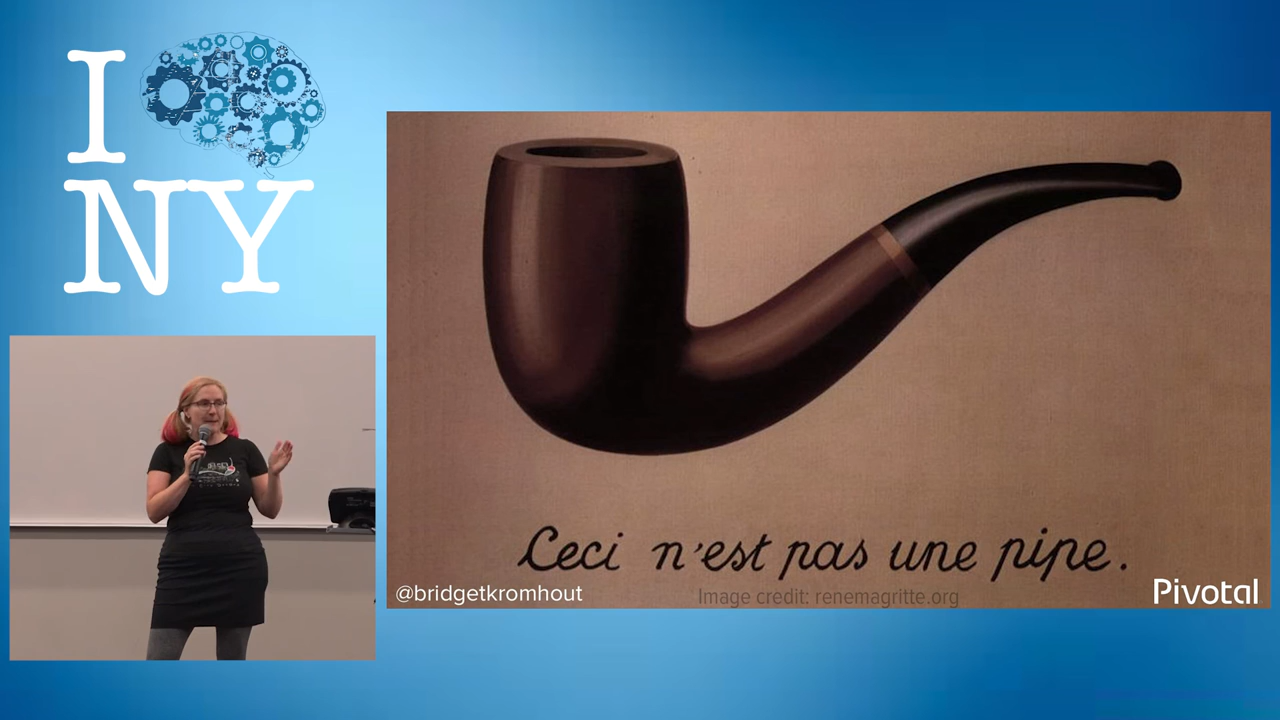 I
NY
Ceci n'est pas une pipe.
@bridgetkromhout
Image credit: renemagritte.org
Pivotal